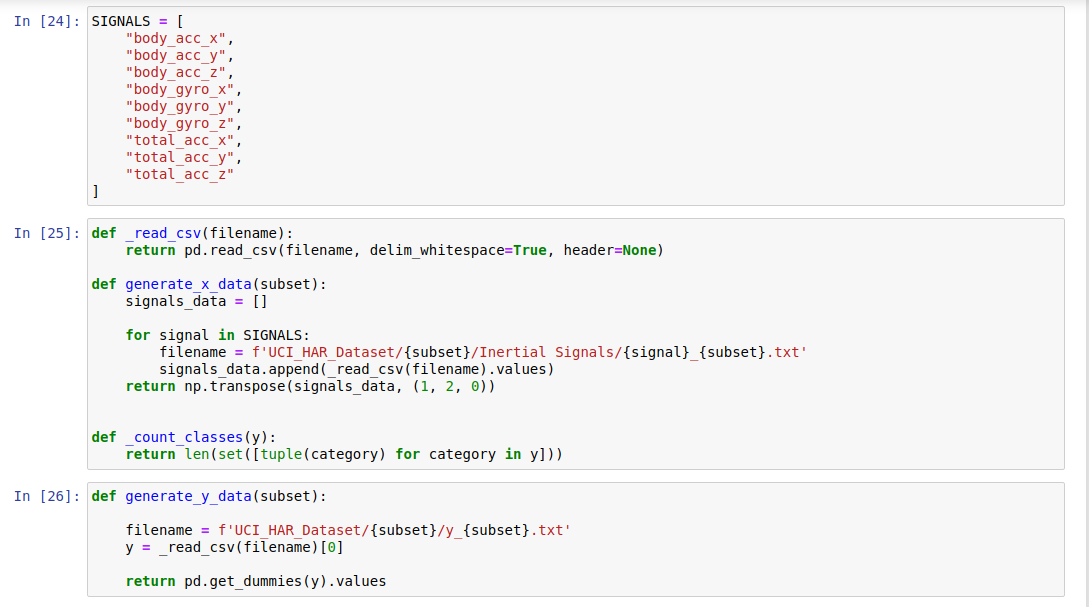 In [24]: SIGNALS = [
    "body_acc_x",
    "body_acc_y",
    "body_acc_z",
    "body_gyro_x",
    "body_gyro_y",
    "body_gyro_z",
    "total_acc_x",
    "total_acc_y",
    "total_acc_z"
]
In [25]: def _read_csv(filename):
    return pd.read_csv(filename, delim_whitespace=True, header=None)
def generate_x_data(subset):
    signals_data = []
    for signal in SIGNALS:
        filename = f'UCI_HAR_Dataset/{subset}/Inertial Signals/{signal}_{subset}.txt'
        signals_data.append(_read_csv(filename).values)
    return np.transpose(signals_data, (1, 2, 0))
def _count_classes(y):
    return len(set([tuple(category) for category in y]))
In [26]: def generate_y_data(subset):
    filename = f'UCI_HAR_Dataset/{subset}/y_{subset}.txt'
    y = _read_csv(filename)[0]
    return pd.get_dummies(y).values